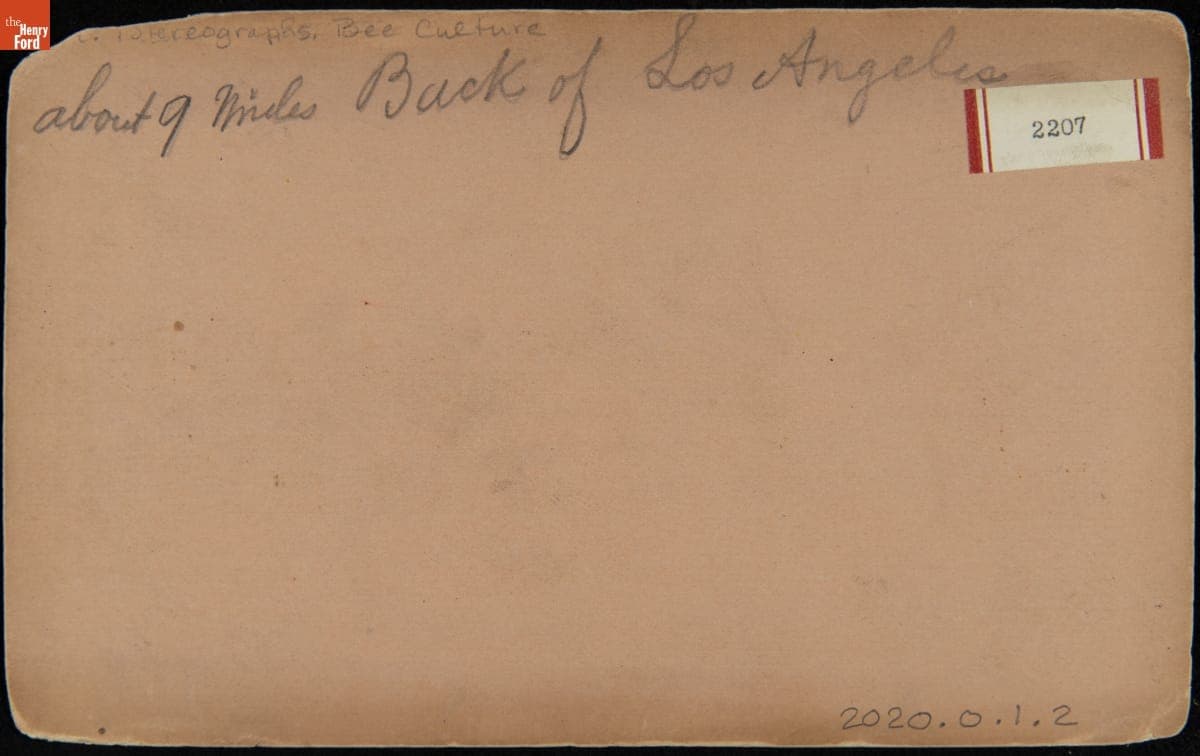 the Henry Ford
Stereographs. Bee Culture
about 9 miles Back of Los Angeles
2207
2020.0.1.2